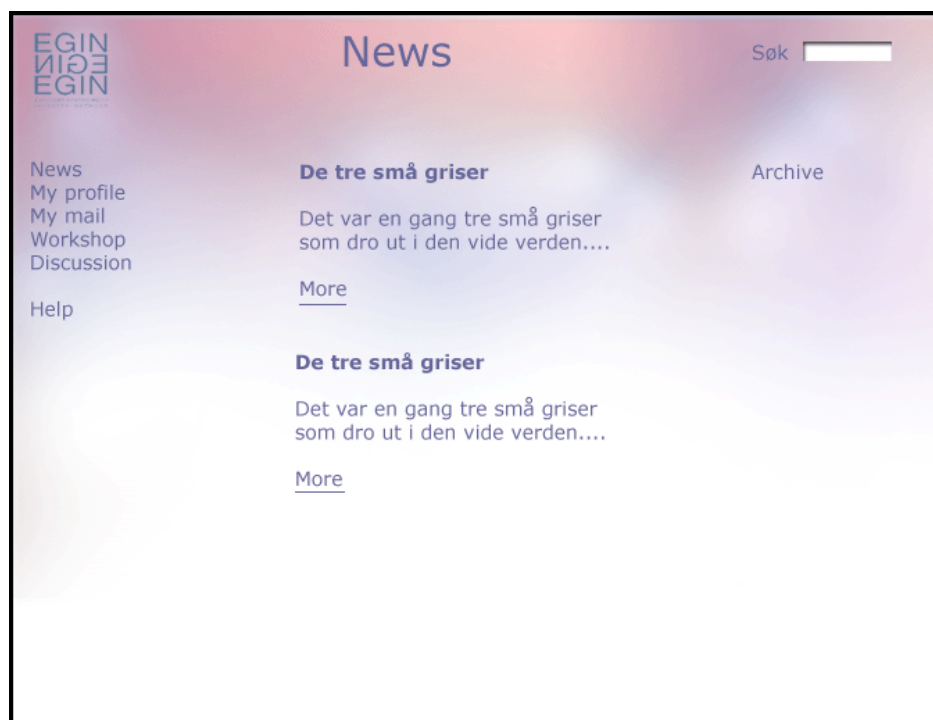 EGIN
EGIN
EGIN
News
Søk
News
My profile
My mail
Workshop
Discussion
Help
De tre små griser
Det var en gang tre små griser
som dro ut i den vide verden....
More
De tre små griser
Det var en gang tre små griser
som dro ut i den vide verden....
More
Archive